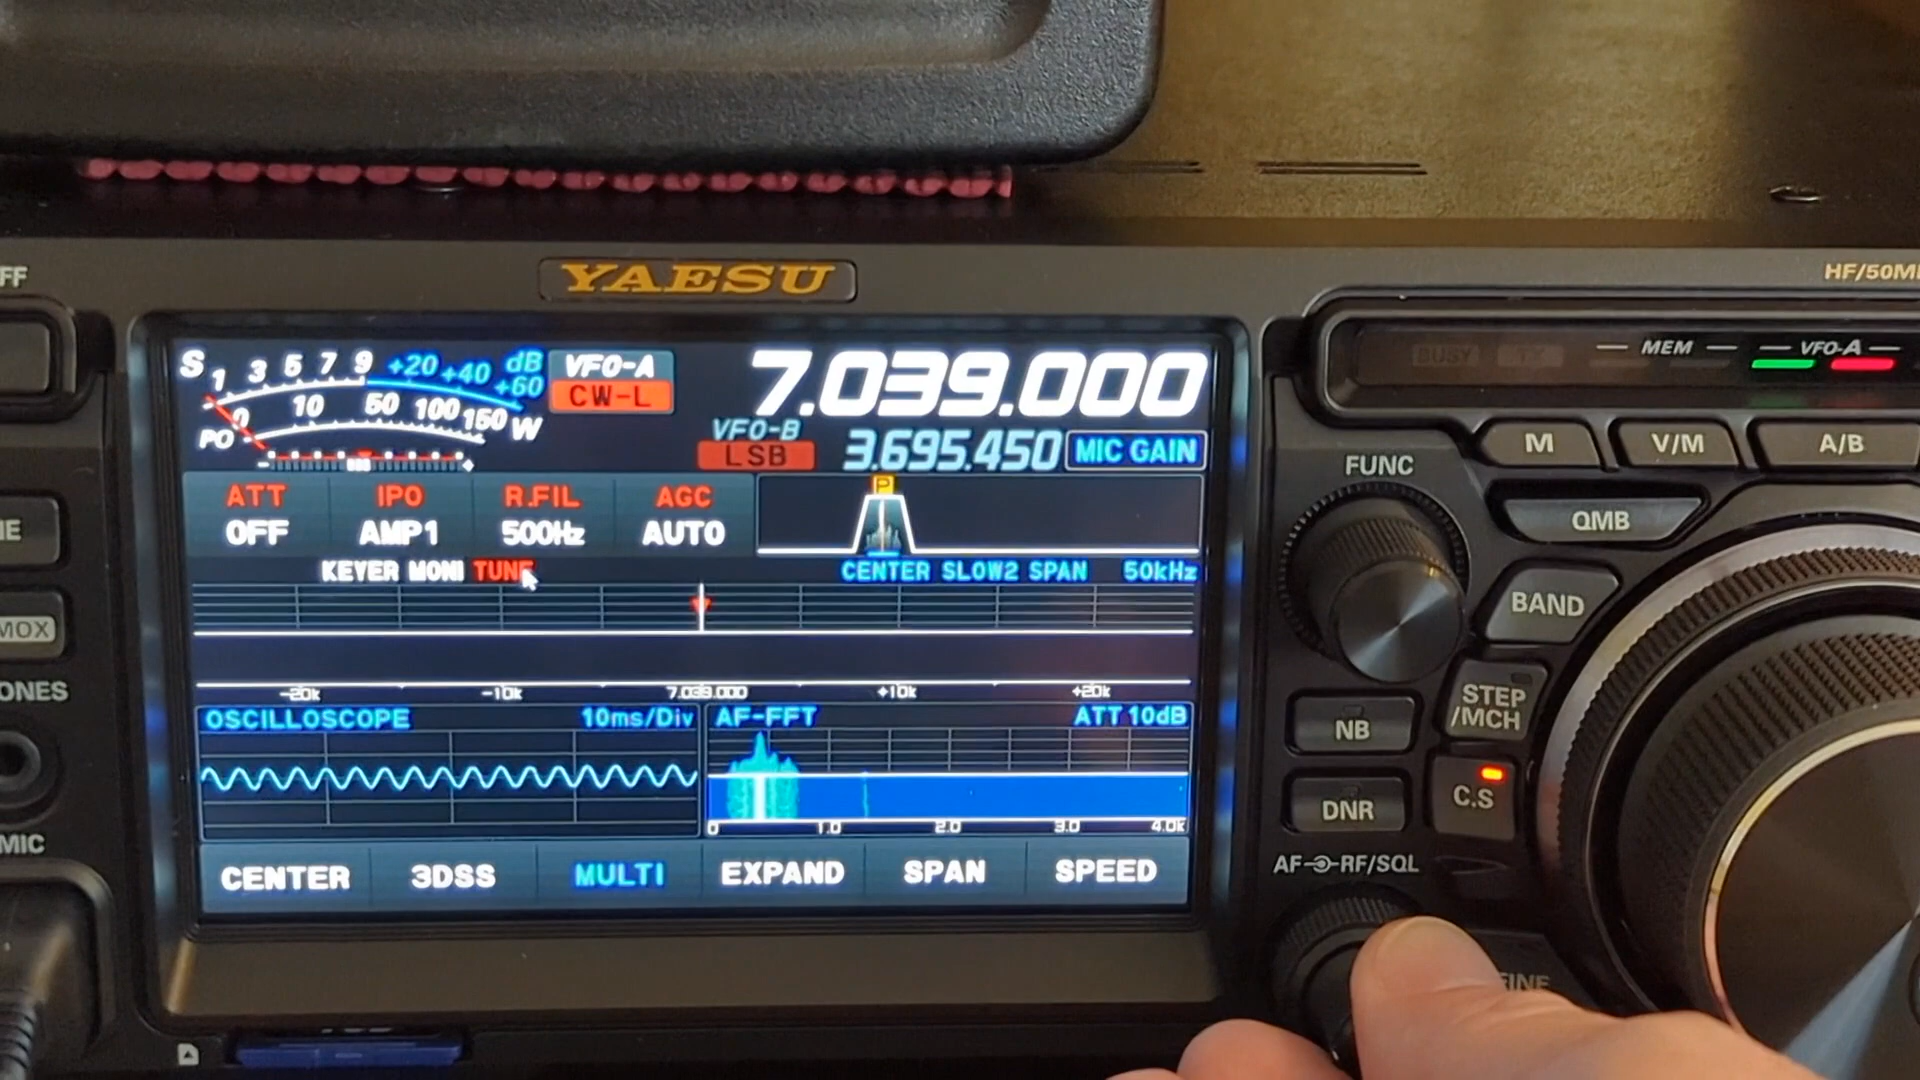 FF
YAESU
HF/50M
S 1 3 5 7 9 +20 +40 +60 dB
PO 0 10 50 100 150 W
VFO-A
CW-L
7.039.000
VFO-B
LSB
3.695.450
MIC GAIN
BUSY
MEM
VFO-A
M
V/M
A/B
ATT
OFF
IPO
AMP1
R.FIL
500Hz
AGC
AUTO
P
FUNC
QMB
KEYER MONI TUNE
CENTER SLOW2 SPAN 50kHz
BAND
MOX
-20k -10k 7.039.000 +10k +20k
ONES
STEP
/MCH
NB
OSCILLOSCOPE 10ms/Div
AF-FFT ATT 10dB
C.S
DNR
0 1.0 2.0 3.0 4.0k
MIC
AF RF/SQL
CENTER 3DSS MULTI EXPAND SPAN SPEED
FINE